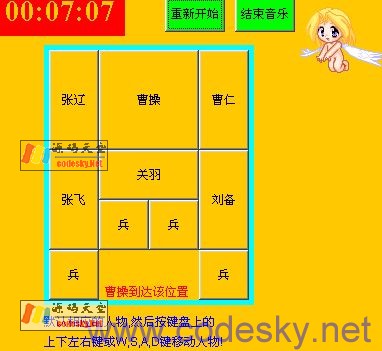 00:07:07
重新开始
结束音乐
张辽
曹操
曹仁
源码天空
codesky.Net
关羽
张飞
刘备
兵
兵
兵
兵
曹操到达该位置
源码天空
codesky.Net
人物,然后按键盘上的
上下左右键或W,S,A,D键移动人物!
www.codesky.net